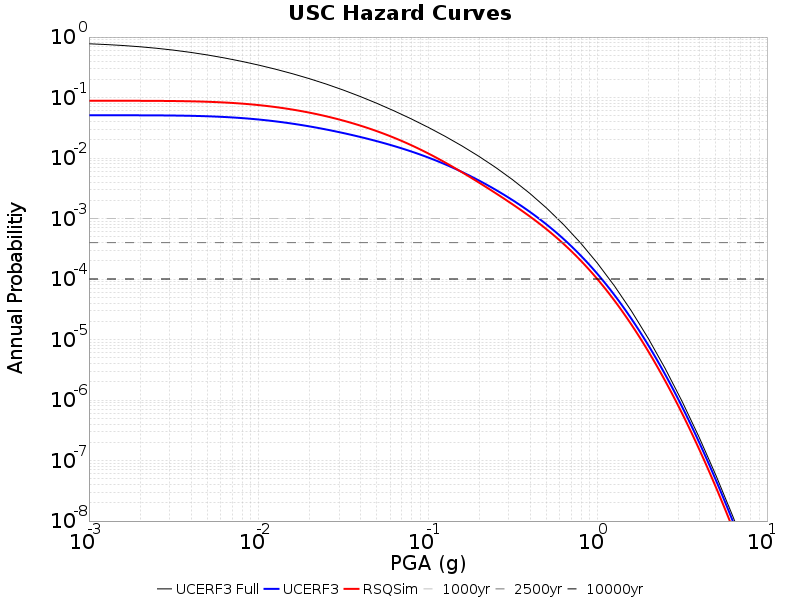 USC Hazard Curves
10^0
10^-1
10^-2
10^-3
10^-4
10^-5
10^-6
10^-7
10^-8
Annual Probabilitiy
10^-3 10^-2 10^-1 10^0 10^1
PGA (g)
UCERF3 Full UCERF3 RSQSim 1000yr 2500yr 10000yr